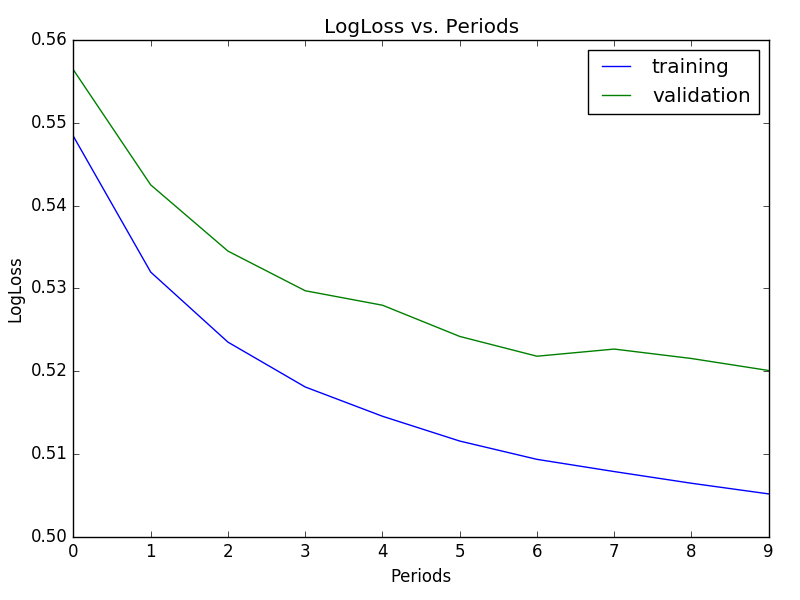 LogLoss vs. Periods
training
validation
LogLoss
0.56
0.55
0.54
0.53
0.52
0.51
0.50
0 1 2 3 4 5 6 7 8 9
Periods